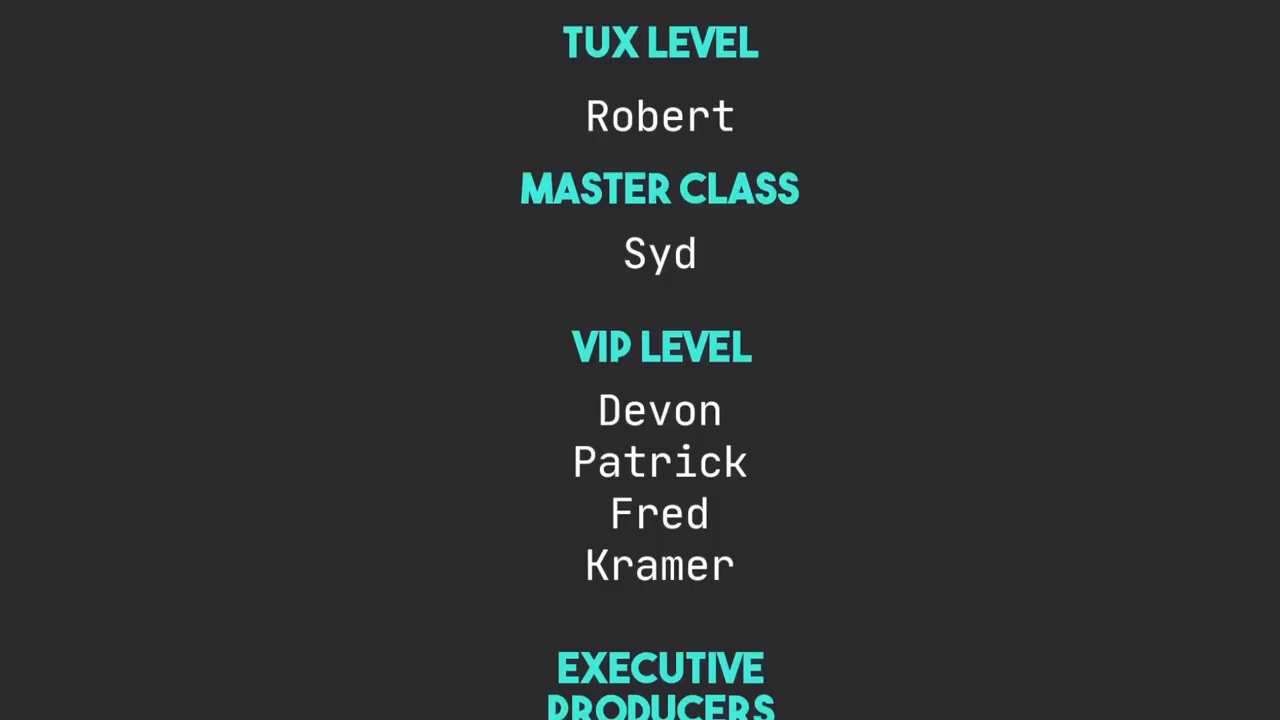 TUX LEVEL
Robert
MASTER CLASS
Syd
VIP LEVEL
Devon
Patrick
Fred
Kramer
EXECUTIVE
PRODUCERS